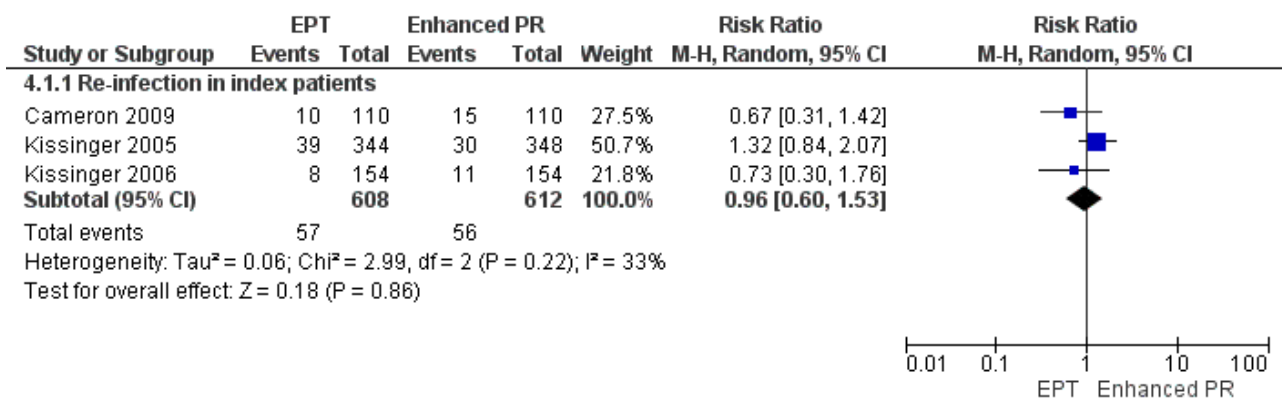 EPT Enhanced PR Risk Ratio Risk Ratio
Study or Subgroup Events Total Events Total Weight M-H, Random, 95% CI M-H, Random, 95% CI
4.1.1 Re-infection in index patients
Cameron 2009 10 110 15 110 27.5% 0.67 [0.31, 1.42]
Kissinger 2005 39 344 30 348 50.7% 1.32 [0.84, 2.07]
Kissinger 2006 8 154 11 154 21.8% 0.73 [0.30, 1.76]
Subtotal (95% CI) 608 612 100.0% 0.96 [0.60, 1.53]
Total events 57 56
Heterogeneity: Tau² = 0.06; Chi² = 2.99, df = 2 (P = 0.22); I² = 33%
Test for overall effect: Z = 0.18 (P = 0.86)
0.01 0.1 1 10 100
EPT Enhanced PR